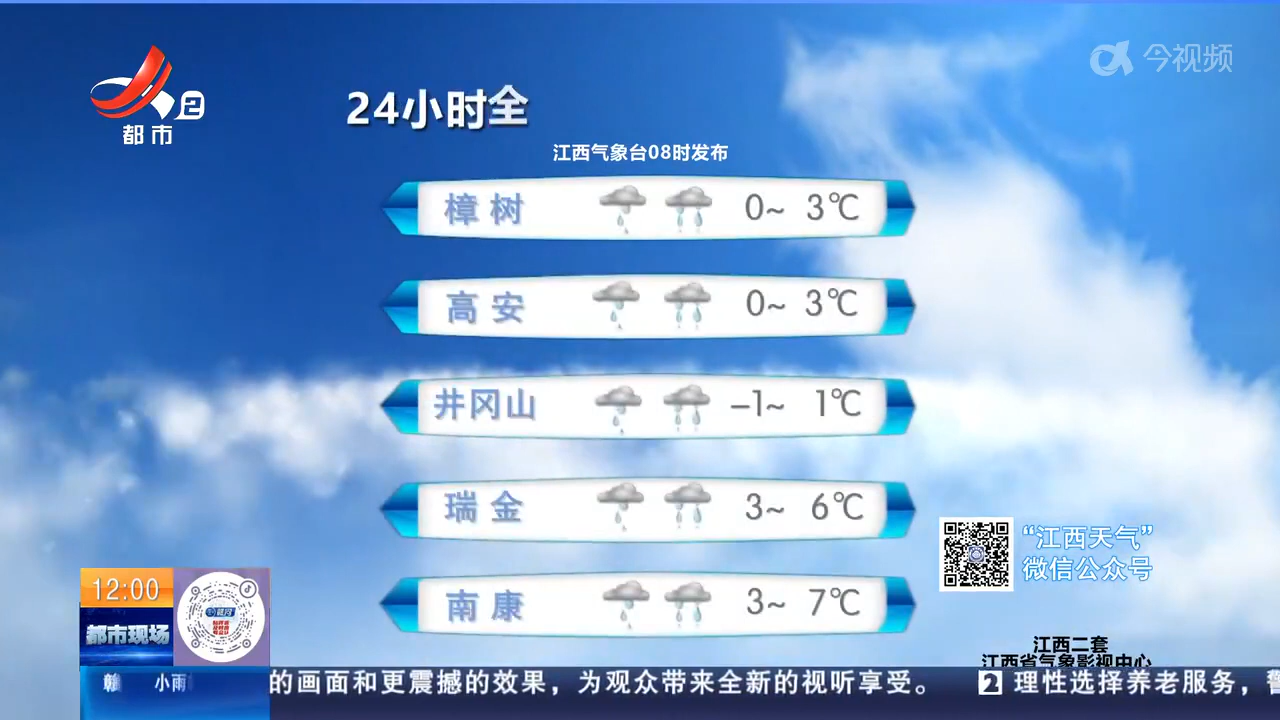 今视频
2
都市
24小时全
江西气象台08时发布
樟树 0~ 3℃
高安 0~ 3℃
井冈山 –1~ 1℃
瑞金 3~ 6℃
南康 3~ 7℃
“江西天气”
微信公众号
12:00
都市现场
江西二套
江西省气象影视中心
小雨
的画面和更震撼的效果，为观众带来全新的视听享受。 2 理性选择养老服务，